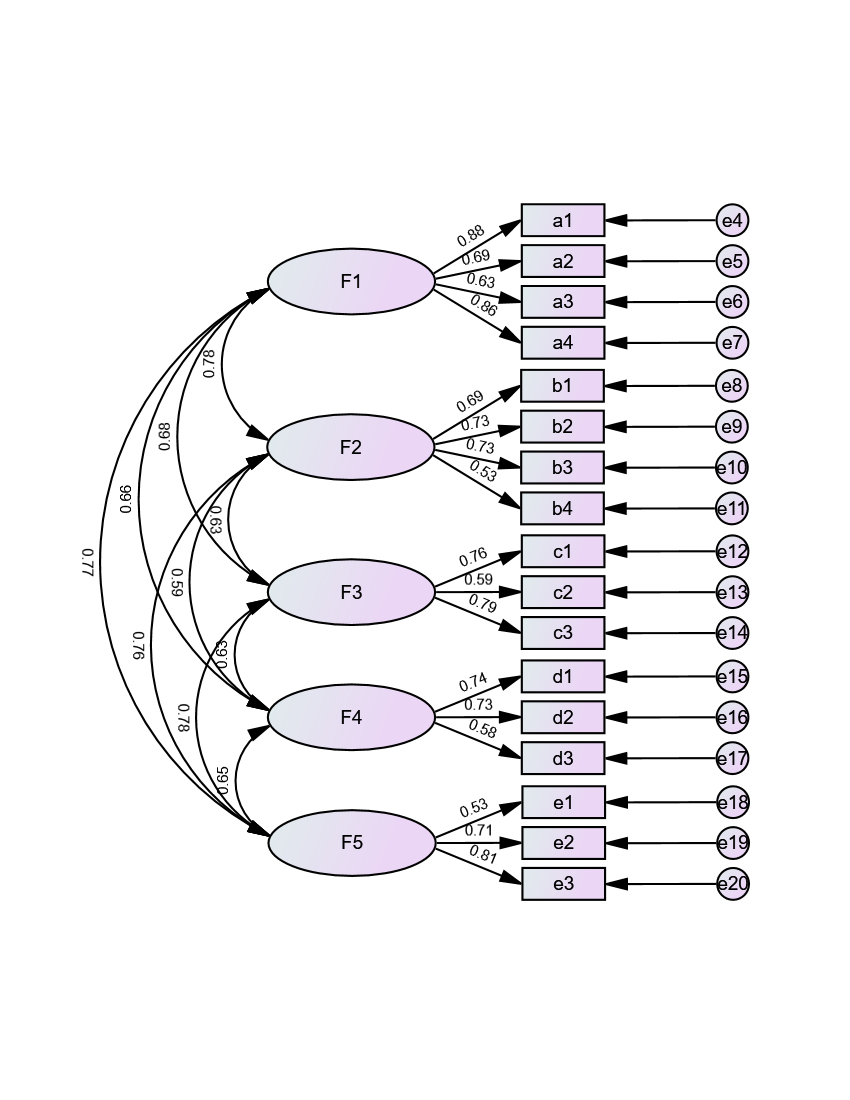 a1
e4
0.88
0.69
a2
e5
F1
0.63
a3
e6
0.86
a4
e7
0.78
b1
e8
0.69
0.68
0.73
b2
e9
F2
0.73
b3
e10
0.53
0.66
b4
e11
0.63
c1
e12
0.76
0.77
0.59
0.59
F3
c2
e13
0.79
c3
e14
0.76
0.63
d1
e15
0.74
0.73
0.78
F4
d2
e16
0.58
d3
e17
0.65
e1
e18
0.53
0.71
F5
e2
e19
0.81
e3
e20